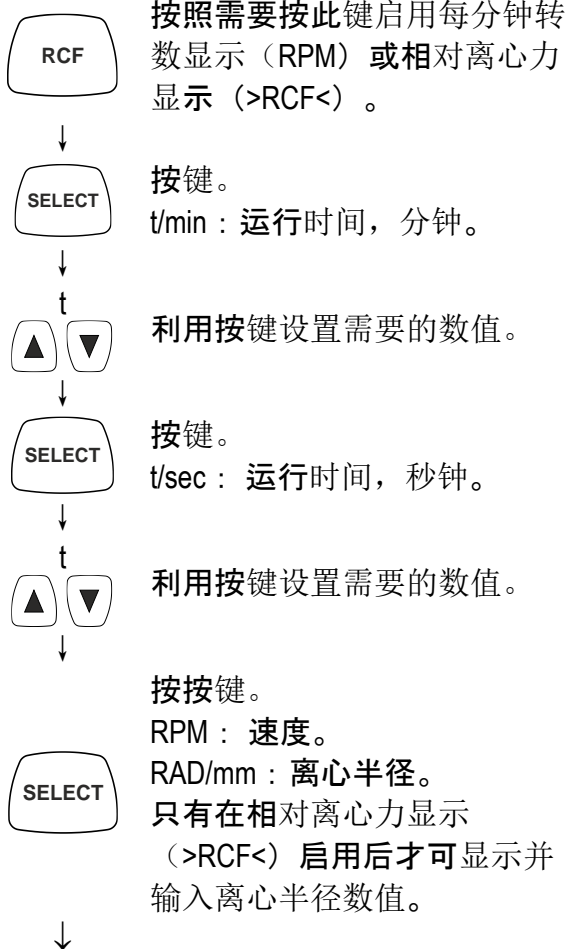 按照需要按此键启用每分钟转
RCF
数显示（RPM）或相对离心力
显示（>RCF<）。
↓
按键。
SELECT
t/min：运行时间，分钟。
↓
t
▲ ▼
利用按键设置需要的数值。
↓
按键。
SELECT
t/sec：运行时间，秒钟。
↓
t
▲ ▼
利用按键设置需要的数值。
↓
按按键。
RPM：速度。
RAD/mm：离心半径。
SELECT
只有在相对离心力显示
（>RCF<）启用后才可显示并
输入离心半径数值。
↓